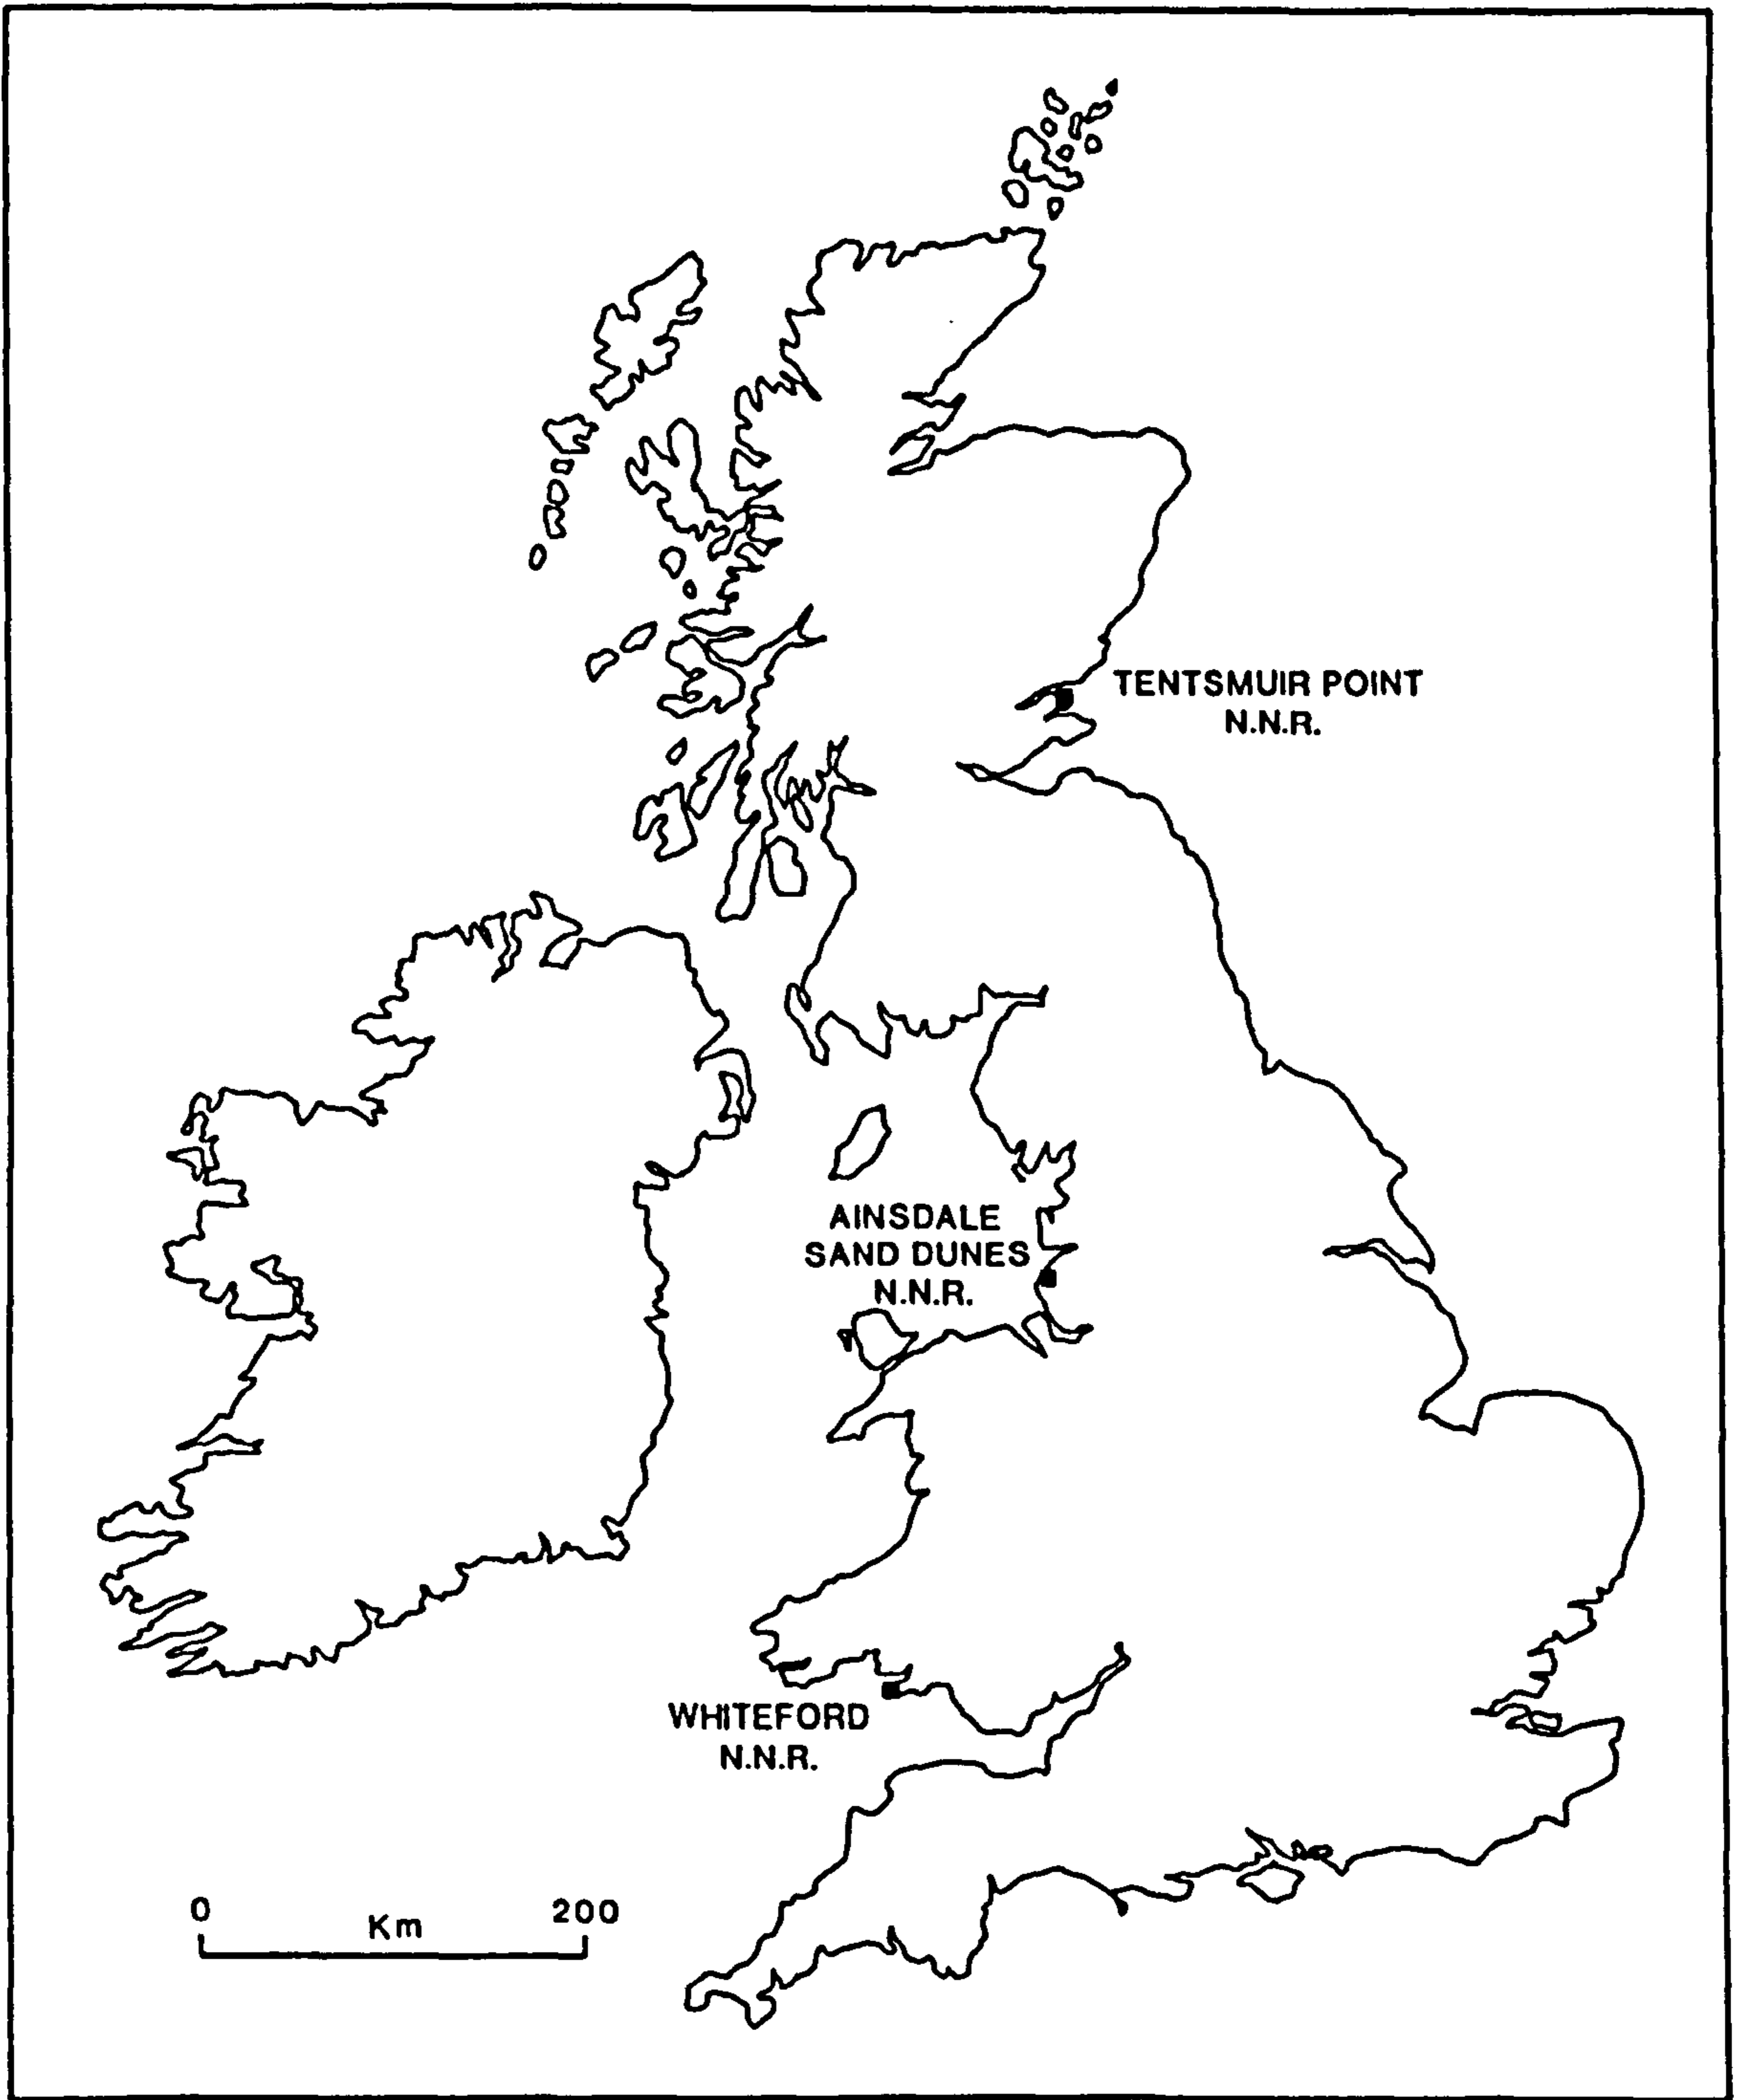 TENTSMUIR POINT
N.N.R.
AINSDALE
SAND DUNES
N.N.R.
WHITEFORD
N.N.R.
0 Km 200